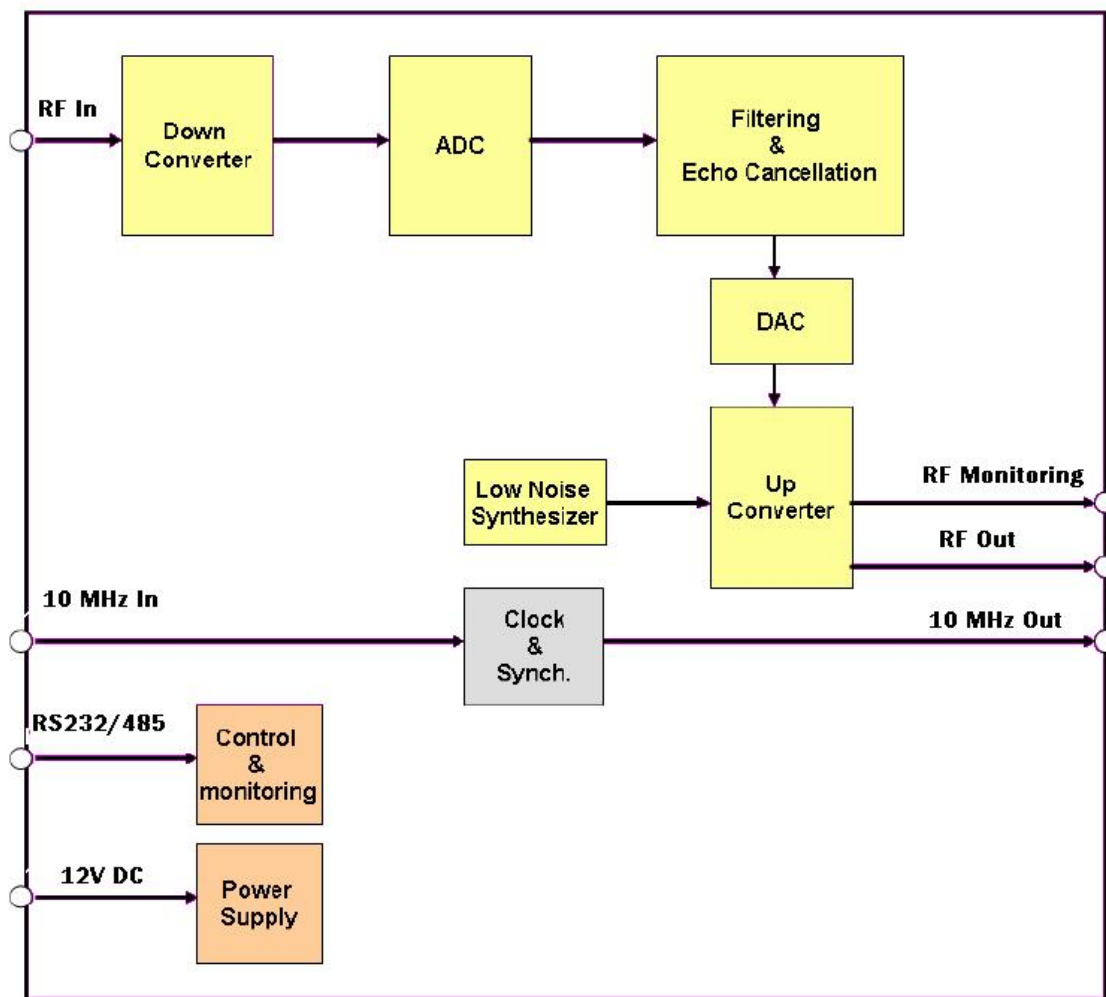 RF In
Down
Converter
ADC
Filtering
&
Echo Cancellation
DAC
Low Noise
Synthesizer
Up
Converter
RF Monitoring
RF Out
10 MHz In
Clock
&
Synch.
10 MHz Out
RS232/485
Control
&
monitoring
12V DC
Power
Supply